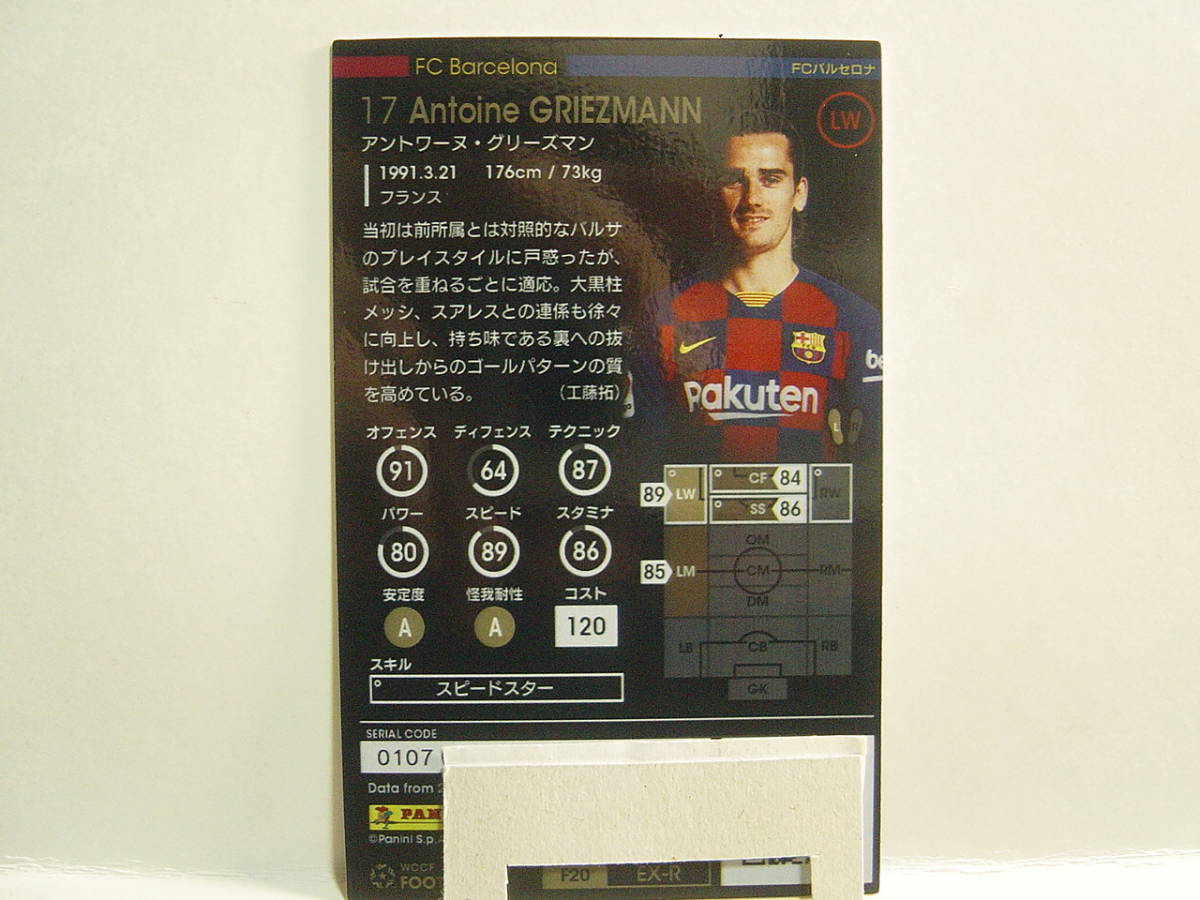 FC Barcelona FCバルセロナ
17 Antoine GRIEZMANN LW
アントワーヌ・グリーズマン
1991.3.21 176cm / 73kg
フランス
当初は前所属とは対照的なバルサ
のプレイスタイルに戸惑ったが、
試合を重ねるごとに適応。大黒柱
メッシ、スアレスとの連係も徐々
に向上し、持ち味である裏への抜
け出しからのゴールパターンの質
を高めている。 （工藤拓）
Rakuten
be
L R
オフェンス ディフェンス テクニック
91 64 87
パワー スピード スタミナ
80 89 86
安定度 怪我耐性 コスト
A A 120
スキル
スピードスター
89 LW CF 84 RW
SS 86
OM
85 LM CM RM
DM
LB CB RB
GK
SERIAL CODE
0107
Data from
PAN
©Panini S.p.
WCCF
FOO
F20 EX-R